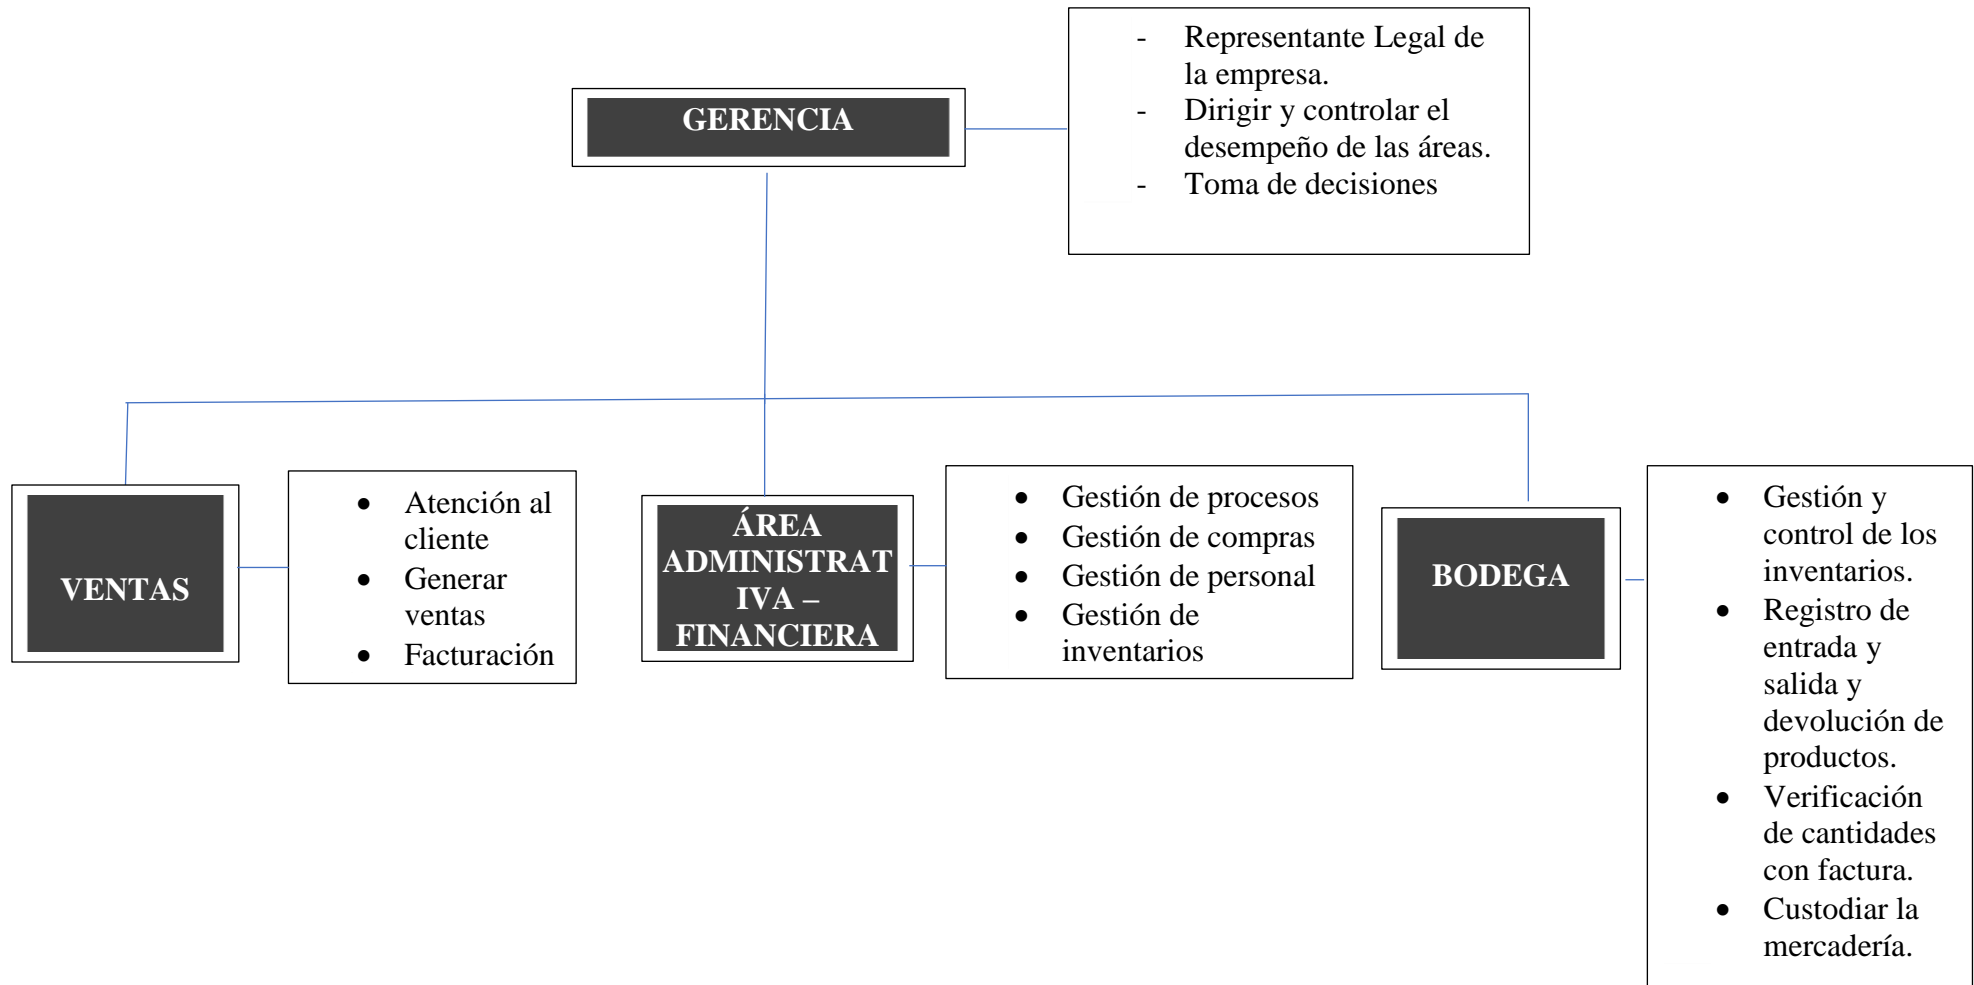 GERENCIA
- Representante Legal de
la empresa.
- Dirigir y controlar el
desempeño de las áreas.
- Toma de decisiones
VENTAS
• Atención al
cliente
• Generar
ventas
• Facturación
ÁREA
ADMINISTRAT
IVA –
FINANCIERA
• Gestión de procesos
• Gestión de compras
• Gestión de personal
• Gestión de
inventarios
BODEGA
• Gestión y
control de los
inventarios.
• Registro de
entrada y
salida y
devolución de
productos.
• Verificación
de cantidades
con factura.
• Custodiar la
mercadería.